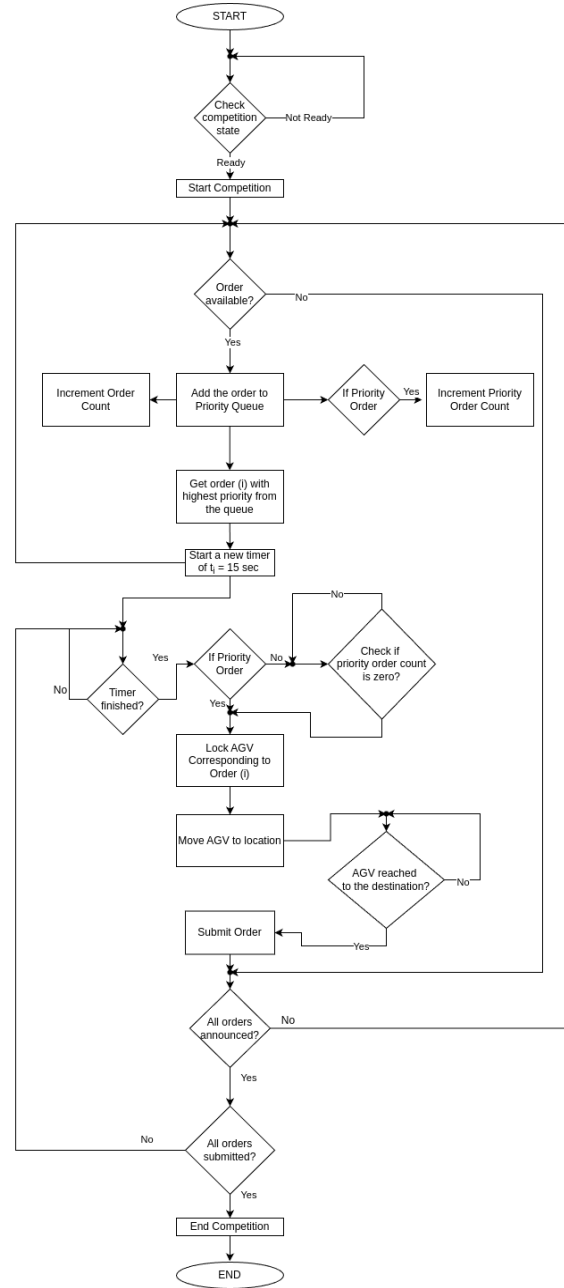 START
Check
competition
state
Not Ready
Ready
Start Competition
Order
available?
No
Yes
Increment Order
Count
Add the order to
Priority Queue
If Priority
Order
Yes
Increment Priority
Order Count
Get order (i) with
highest priority from
the queue
Start a new timer
of ti = 15 sec
No
Yes
If Priority
Order
No
Check if
priority order count
is zero?
No
Timer
finished?
Yes
Lock AGV
Corresponding to
Order (i)
Move AGV to location
AGV reached
to the destination?
No
Submit Order
Yes
All orders
announced?
No
Yes
No
All orders
submitted?
Yes
End Competition
END